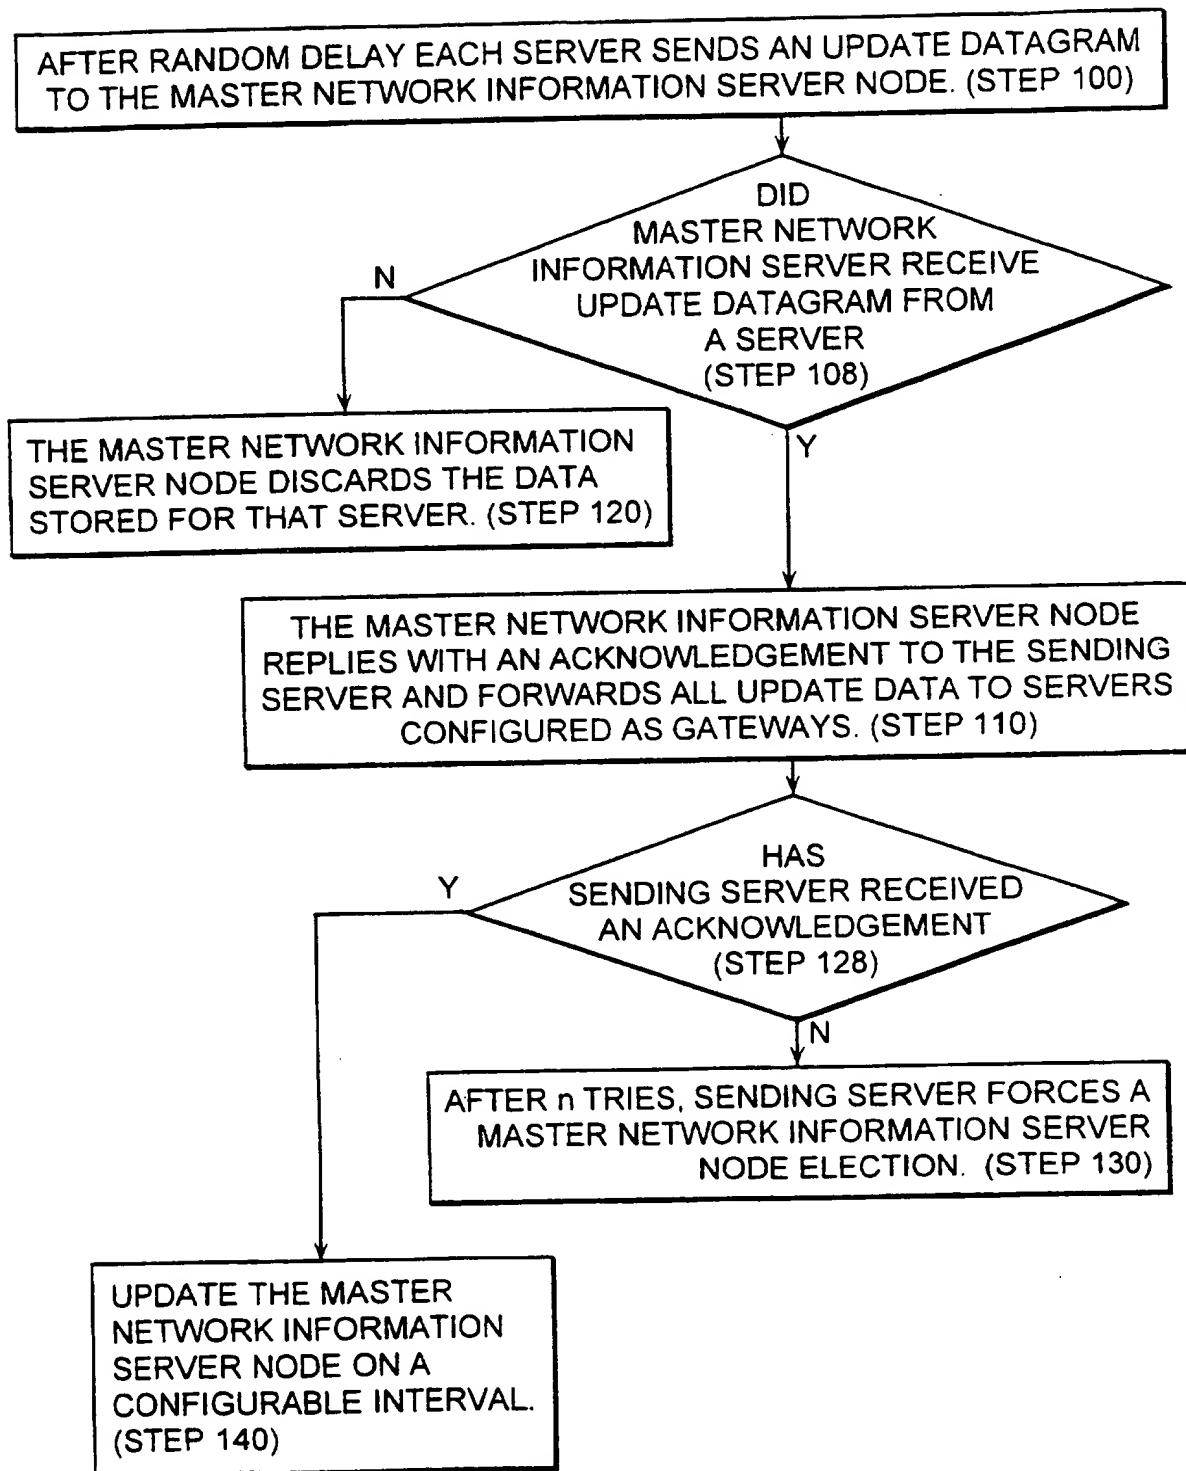 AFTER RANDOM DELAY EACH SERVER SENDS AN UPDATE DATAGRAM
TO THE MASTER NETWORK INFORMATION SERVER NODE. (STEP 100)
DID
MASTER NETWORK
INFORMATION SERVER RECEIVE
UPDATE DATAGRAM FROM
A SERVER
(STEP 108)
N
Y
THE MASTER NETWORK INFORMATION
SERVER NODE DISCARDS THE DATA
STORED FOR THAT SERVER. (STEP 120)
THE MASTER NETWORK INFORMATION SERVER NODE
REPLIES WITH AN ACKNOWLEDGEMENT TO THE SENDING
SERVER AND FORWARDS ALL UPDATE DATA TO SERVERS
CONFIGURED AS GATEWAYS. (STEP 110)
HAS
SENDING SERVER RECEIVED
AN ACKNOWLEDGEMENT
(STEP 128)
Y
N
AFTER n TRIES, SENDING SERVER FORCES A
MASTER NETWORK INFORMATION SERVER
NODE ELECTION. (STEP 130)
UPDATE THE MASTER
NETWORK INFORMATION
SERVER NODE ON A
CONFIGURABLE INTERVAL.
(STEP 140)